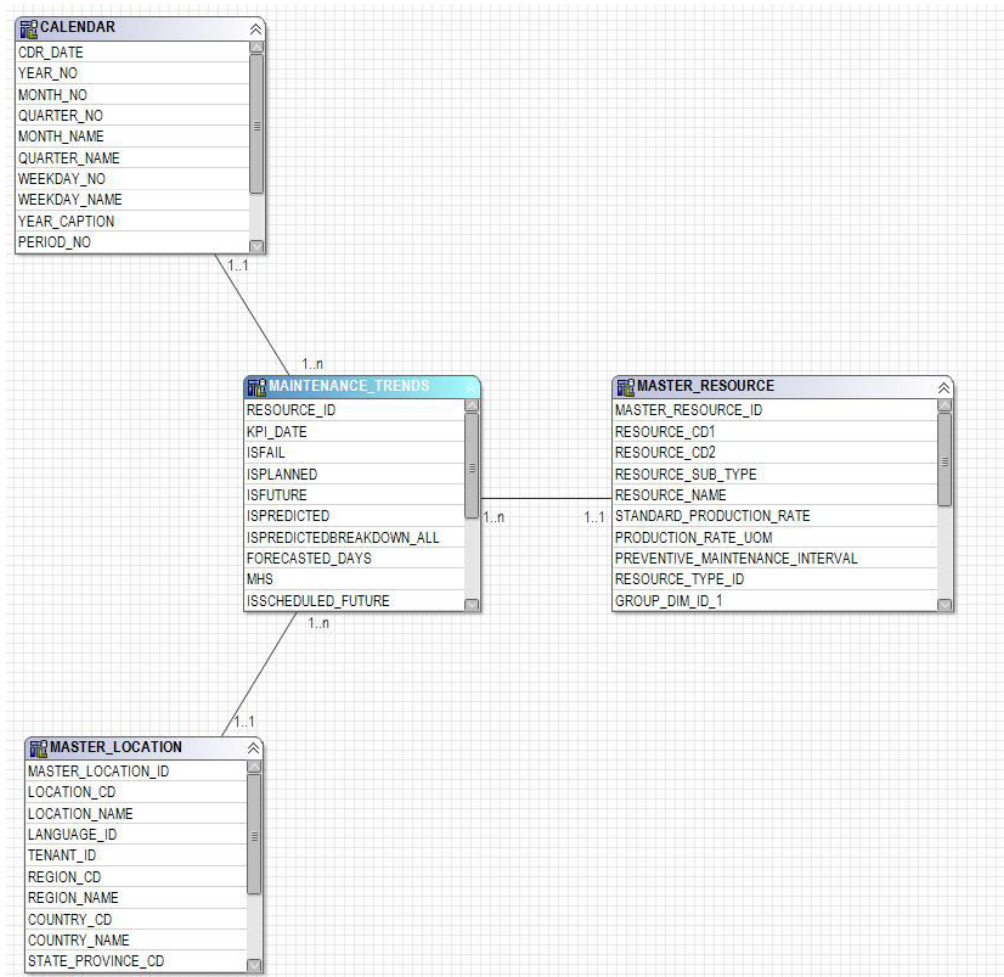 CALENDAR
CDR_DATE
YEAR_NO
MONTH_NO
QUARTER_NO
MONTH_NAME
QUARTER_NAME
WEEKDAY_NO
WEEKDAY_NAME
YEAR_CAPTION
PERIOD_NO
1..1
1..n
MAINTENANCE_TRENDS
RESOURCE_ID
KPI_DATE
ISFAIL
ISPLANNED
ISFUTURE
ISPREDICTED
ISPREDICTEDBREAKDOWN_ALL
FORECASTED_DAYS
MHS
ISSCHEDULED_FUTURE
1..n
1..1
MASTER_RESOURCE
MASTER_RESOURCE_ID
RESOURCE_CD1
RESOURCE_CD2
RESOURCE_SUB_TYPE
RESOURCE_NAME
STANDARD_PRODUCTION_RATE
PRODUCTION_RATE_UOM
PREVENTIVE_MAINTENANCE_INTERVAL
RESOURCE_TYPE_ID
GROUP_DIM_ID_1
1..n
1..1
MASTER_LOCATION
MASTER_LOCATION_ID
LOCATION_CD
LOCATION_NAME
LANGUAGE_ID
TENANT_ID
REGION_CD
REGION_NAME
COUNTRY_CD
COUNTRY_NAME
STATE_PROVINCE_CD